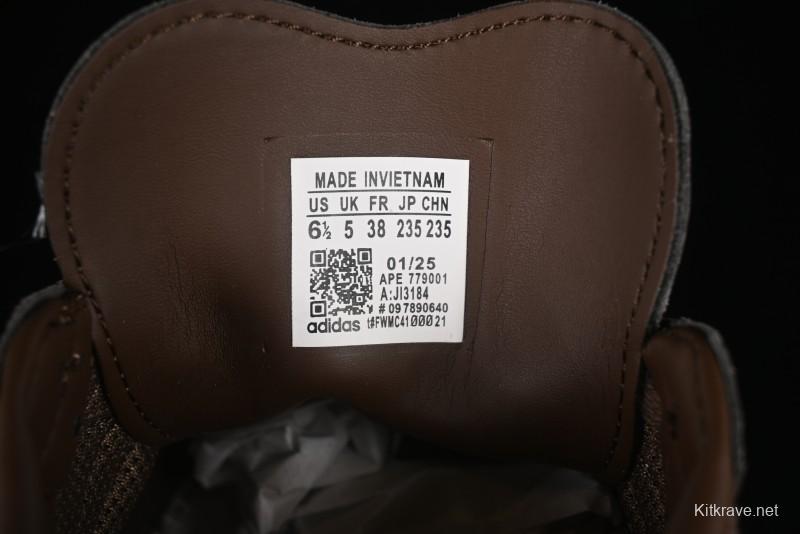 MADE INVIETNAM
US UK FR JP CHN
6½ 5 38 235 235
01/25
APE 779001
A:JI3184
# 097890640
adidas t#FWMC4100021
Kitkrave.net